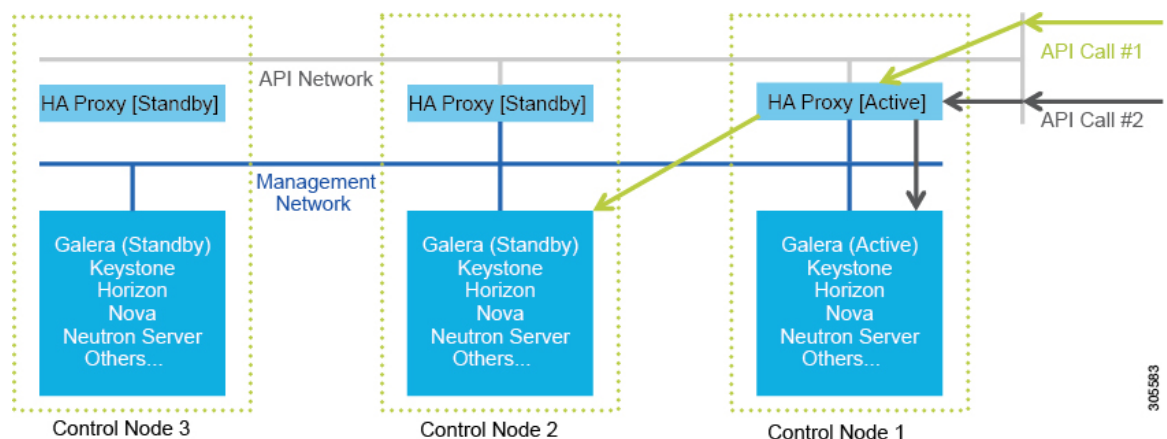 API Call #1
API Network
HA Proxy [Standby]
HA Proxy [Standby]
HA Proxy [Active]
API Call #2
Management
Network
Galera (Standby)
Keystone
Horizon
Nova
Neutron Server
Others...
Galera (Standby)
Keystone
Horizon
Nova
Neutron Server
Others...
Galera (Active)
Keystone
Horizon
Nova
Neutron Server
Others...
Control Node 3
Control Node 2
Control Node 1
305583